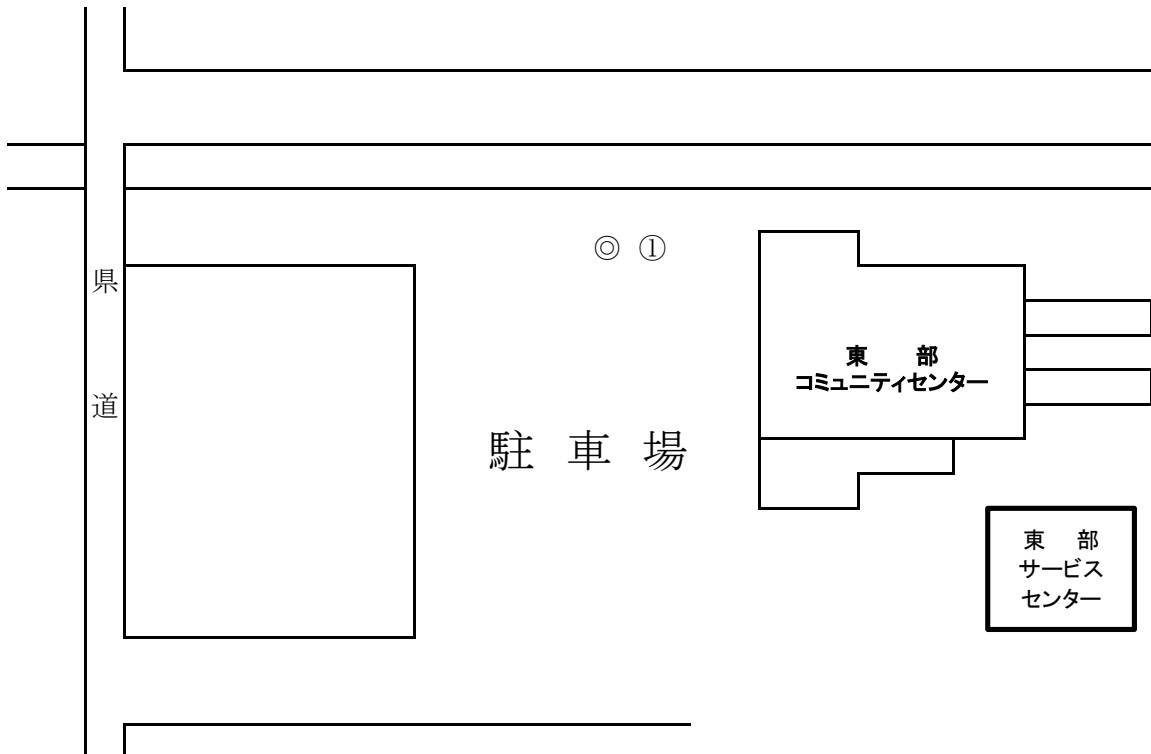 ◎ ①
県道
東 部
コミュニティセンター
駐 車 場
東 部
サービス
センター